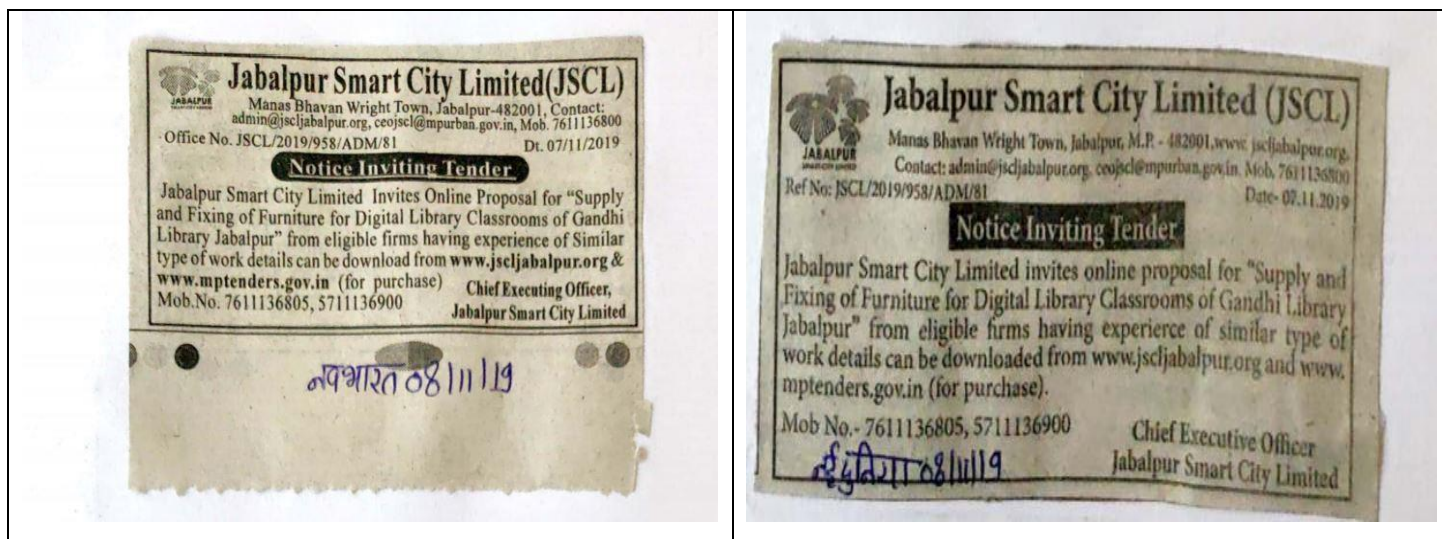 JABALPUR
Jabalpur Smart City Limited(JSCL)
Manas Bhavan Wright Town, Jabalpur-482001, Contact:
admin@jscljabalpur.org, ceojscl@mpurban.gov.in, Mob. 7611136800
Office No. JSCL/2019/958/ADM/81 Dt. 07/11/2019
Notice Inviting Tender
Jabalpur Smart City Limited Invites Online Proposal for “Supply
and Fixing of Furniture for Digital Library Classrooms of Gandhi
Library Jabalpur” from eligible firms having experience of Similar
type of work details can be download from www.jscljabalpur.org &
www.mptenders.gov.in (for purchase)
Mob.No. 7611136805, 5711136900
Chief Executing Officer,
Jabalpur Smart City Limited
नवभारत 08/11/19
JABALPUR
Jabalpur Smart City Limited (JSCL)
Manas Bhavan Wright Town, Jabalpur, M.P. - 482001,www. jscljabalpur.org,
Contact: admin@jscljabalpur.org, ceojscl@mpurban.gov.in. Mob. 7611136800
Ref No: JSCL/2019/958/ADM/81 Date- 07.11.2019
Notice Inviting Tender
Jabalpur Smart City Limited invites online proposal for "Supply and
Fixing of Furniture for Digital Library Classrooms of Gandhi Library
Jabalpur" from eligible firms having experierce of similar type of
work details can be downloaded from www.jscljabalpur.org and www.
mptenders.gov.in (for purchase).
Mob No.- 7611136805, 5711136900
Chief Executive Officer
Jabalpur Smart City Limited
नई दुनिया 08/11/19